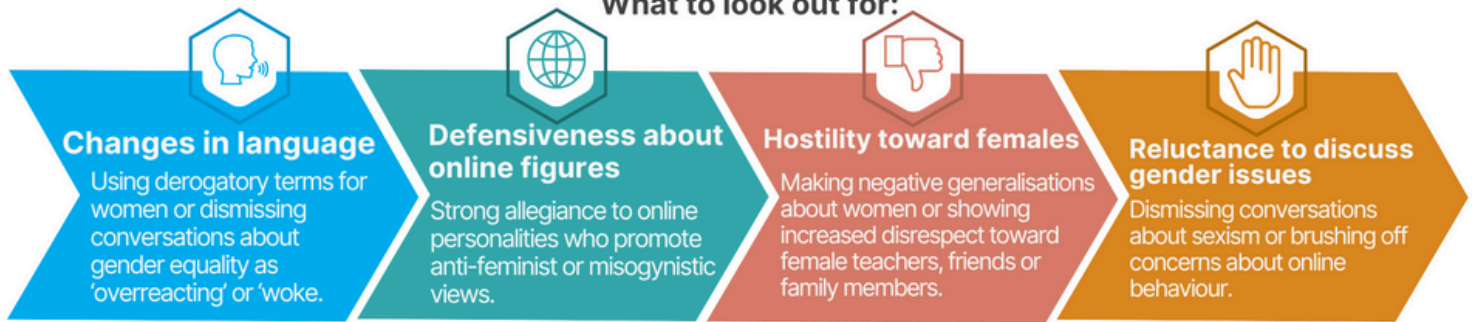 What to look out for:
Changes in language
Using derogatory terms for
women or dismissing
conversations about
gender equality as
‘overreacting’ or ‘woke.
Defensiveness about
online figures
Strong allegiance to online
personalities who promote
anti-feminist or misogynistic
views.
Hostility toward females
Making negative generalisations
about women or showing
increased disrespect toward
female teachers, friends or
family members.
Reluctance to discuss
gender issues
Dismissing conversations
about sexism or brushing off
concerns about online
behaviour.